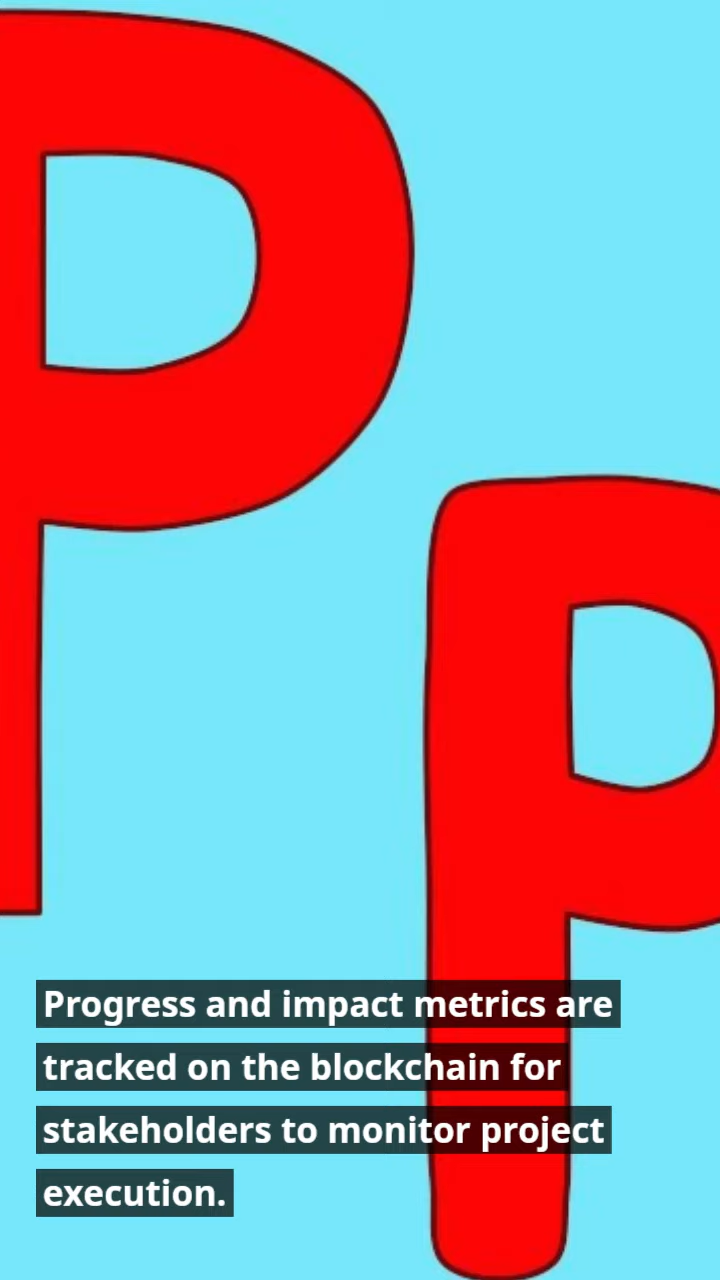 P
p
Progress and impact metrics are
tracked on the blockchain for
stakeholders to monitor project
execution.